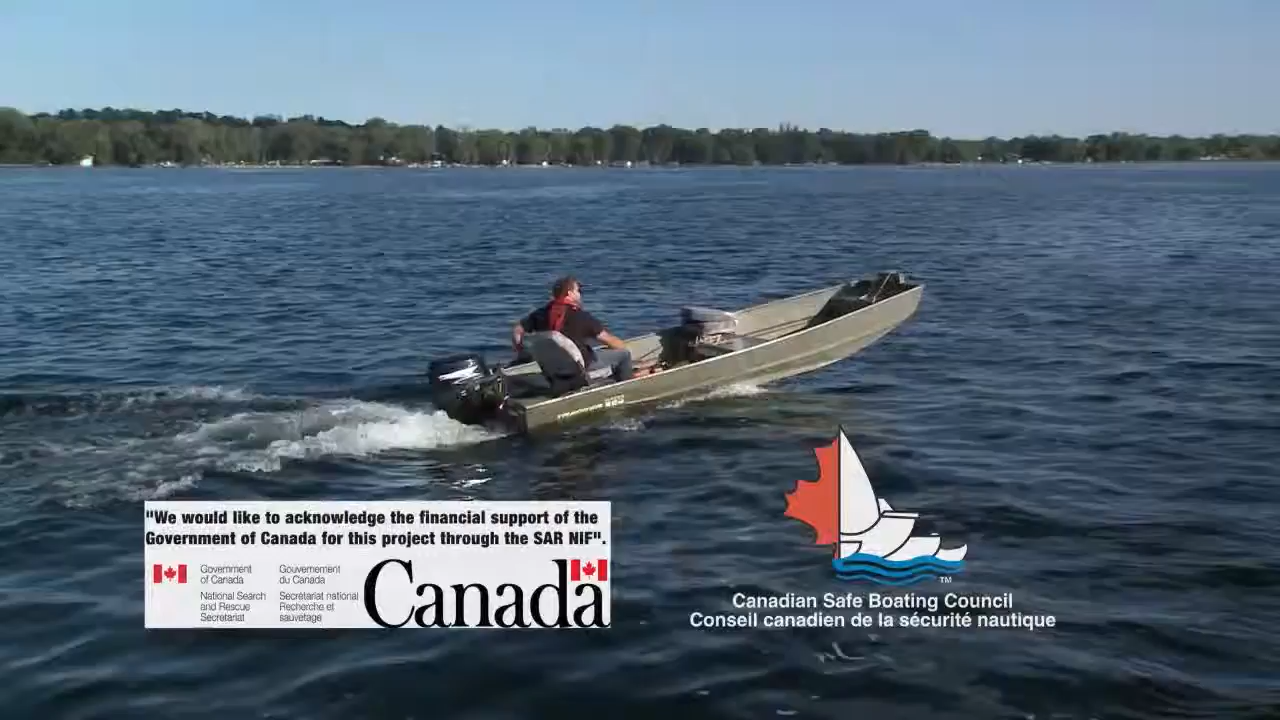 "We would like to acknowledge the financial support of the
Government of Canada for this project through the SAR NIF".
Government
of Canada
Gouvernement
du Canada
National Search
and Rescue
Secretariat
Secrétariat national
Recherche et
sauvetage
Canada
TM
Canadian Safe Boating Council
Conseil canadien de la sécurité nautique